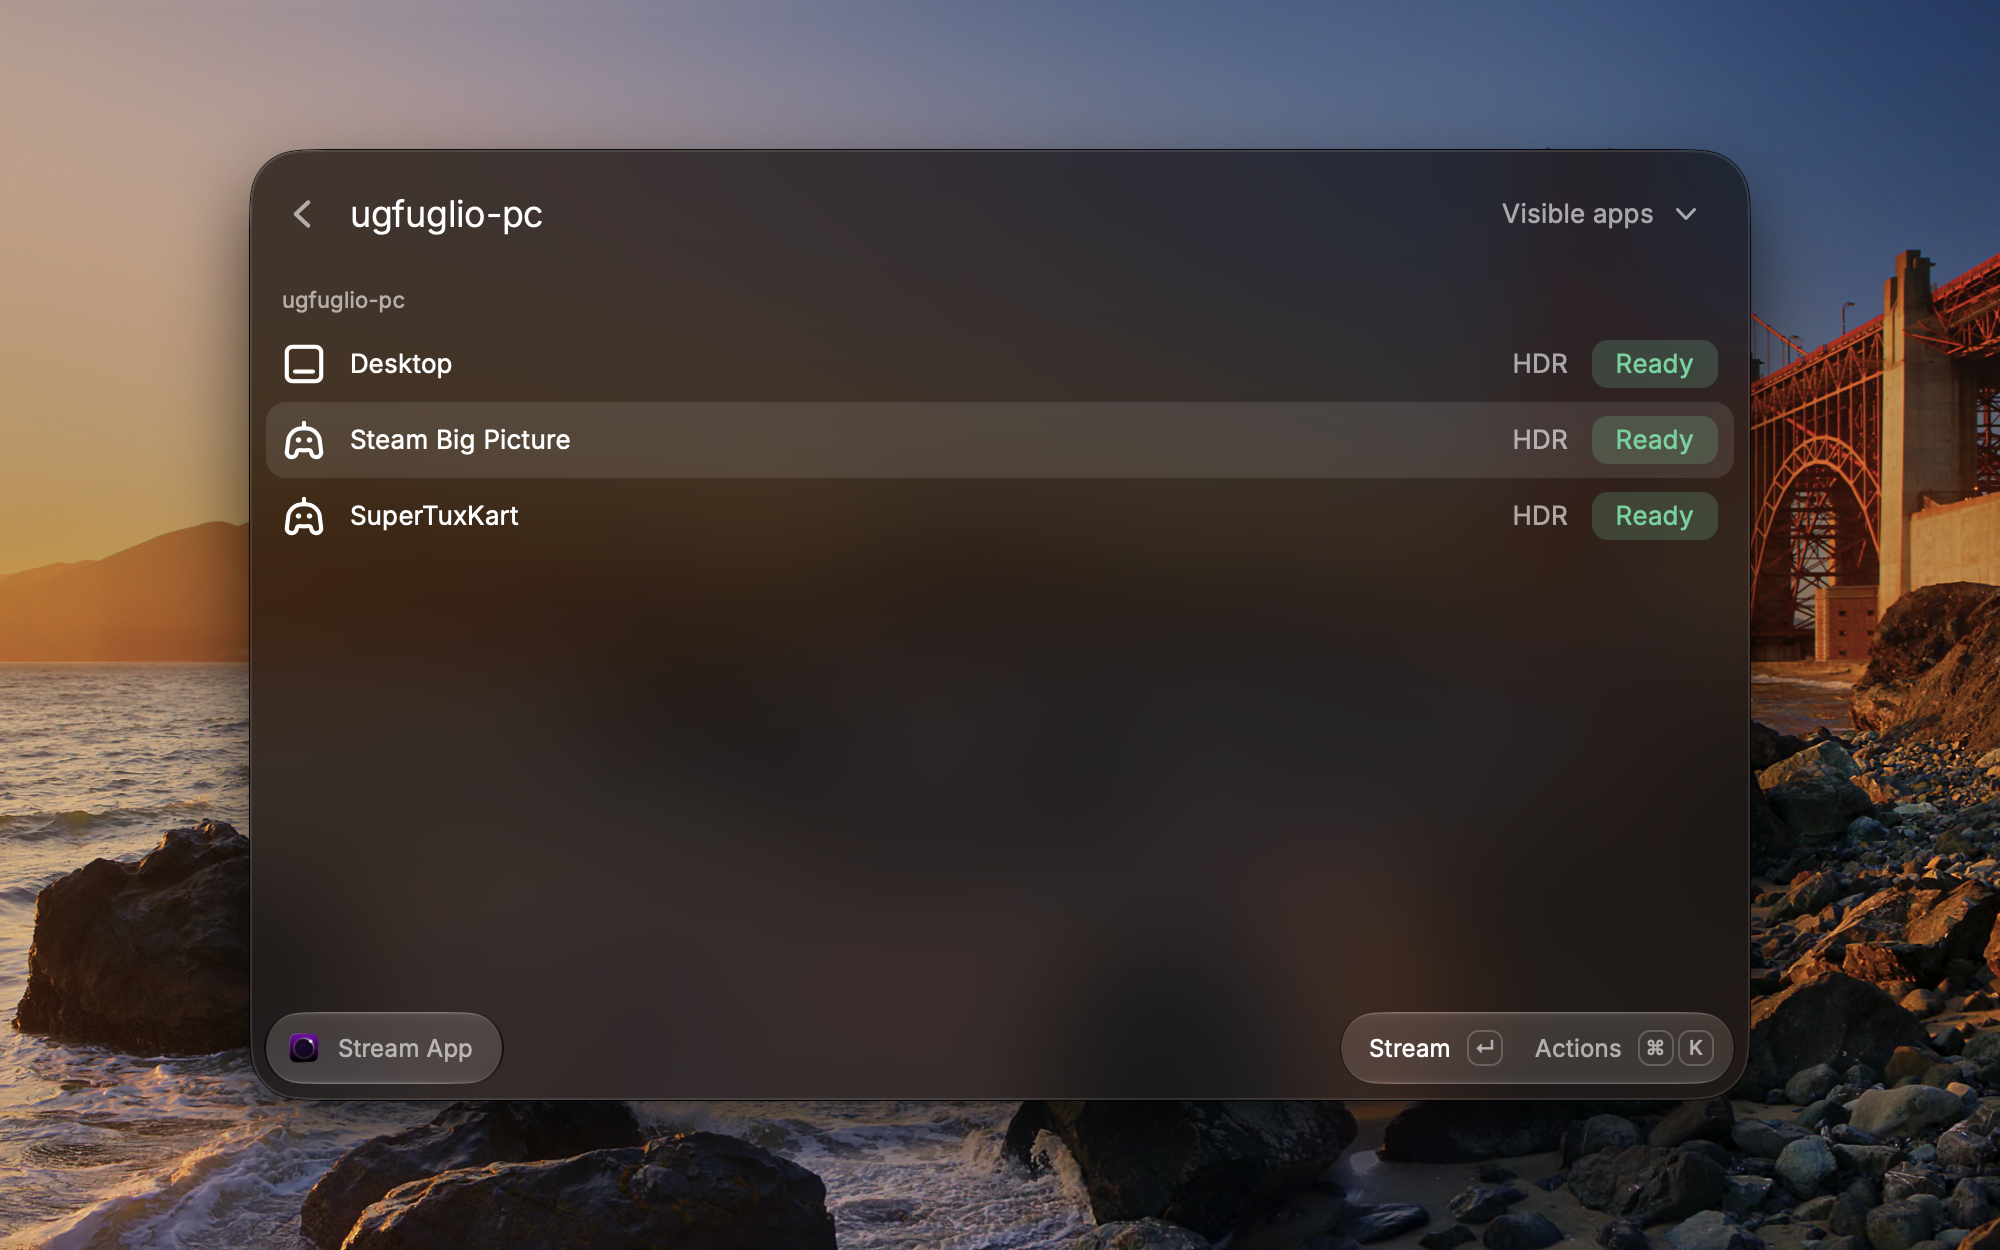 ugfuglio-pc
Visible apps
ugfuglio-pc
Desktop HDR Ready
Steam Big Picture HDR Ready
SuperTuxKart HDR Ready
Stream App
Stream ↵ Actions ⌘ K